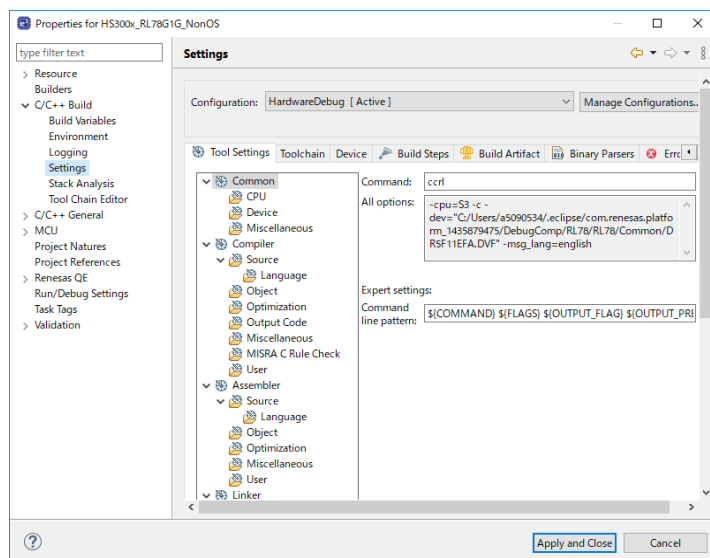 Properties for HS300x_RL78G1G_NonOS
type filter text
Resource
Builders
C/C++ Build
Build Variables
Environment
Logging
Settings
Stack Analysis
Tool Chain Editor
C/C++ General
MCU
Project Natures
Project References
Renesas QE
Run/Debug Settings
Task Tags
Validation
Settings
Configuration: HardwareDebug [ Active ]
Manage Configurations..
Tool Settings Toolchain Device Build Steps Build Artifact Binary Parsers Errc
Common
CPU
Device
Miscellaneous
Compiler
Source
Language
Object
Optimization
Output Code
Miscellaneous
MISRA C Rule Check
User
Assembler
Source
Language
Object
Optimization
Miscellaneous
User
Linker
Command: ccrl
All options: -cpu=S3 -c -
dev="C:/Users/a5090534/.eclipse/com.renesas.platfo
rm_1435879475/DebugComp/RL78/RL78/Common/D
R5F11EFA.DVF" -msg_lang=english
Expert settings:
Command
line pattern: ${COMMAND} ${FLAGS} ${OUTPUT_FLAG} ${OUTPUT_PRE
Apply and Close
Cancel